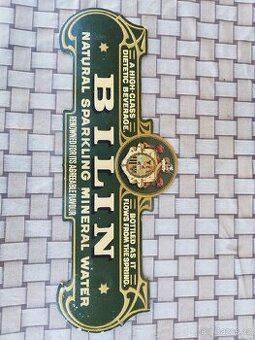 A HIGH-CLASS
DIETETIC BEVERAGE.
BOTTLED AS IT
FLOWS FROM THE SPRING.
BILIN
NATURAL SPARKLING MINERAL WATER
RENOWNED FOR ITS AGREEABLE FLAVOUR